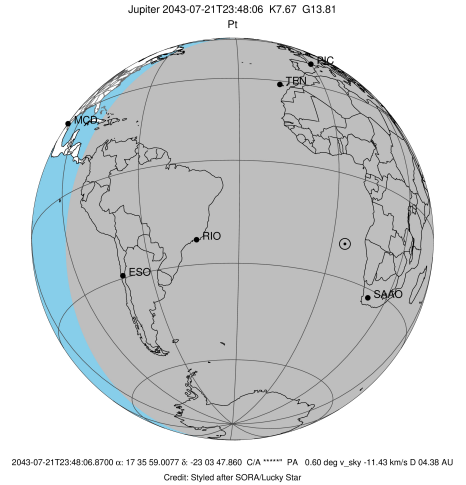 Jupiter 2043-07-21T23:48:06 K7.67 G13.81
Pt
PIC
TEN
MCD
RIO
ESO
SAAO
2043-07-21T23:48:06.8700 α: 17 35 59.0077 δ: -23 03 47.860 C/A *****" PA 0.60 deg v_sky -11.43 km/s D 04.38 AU
Credit: Styled after SORA/Lucky Star